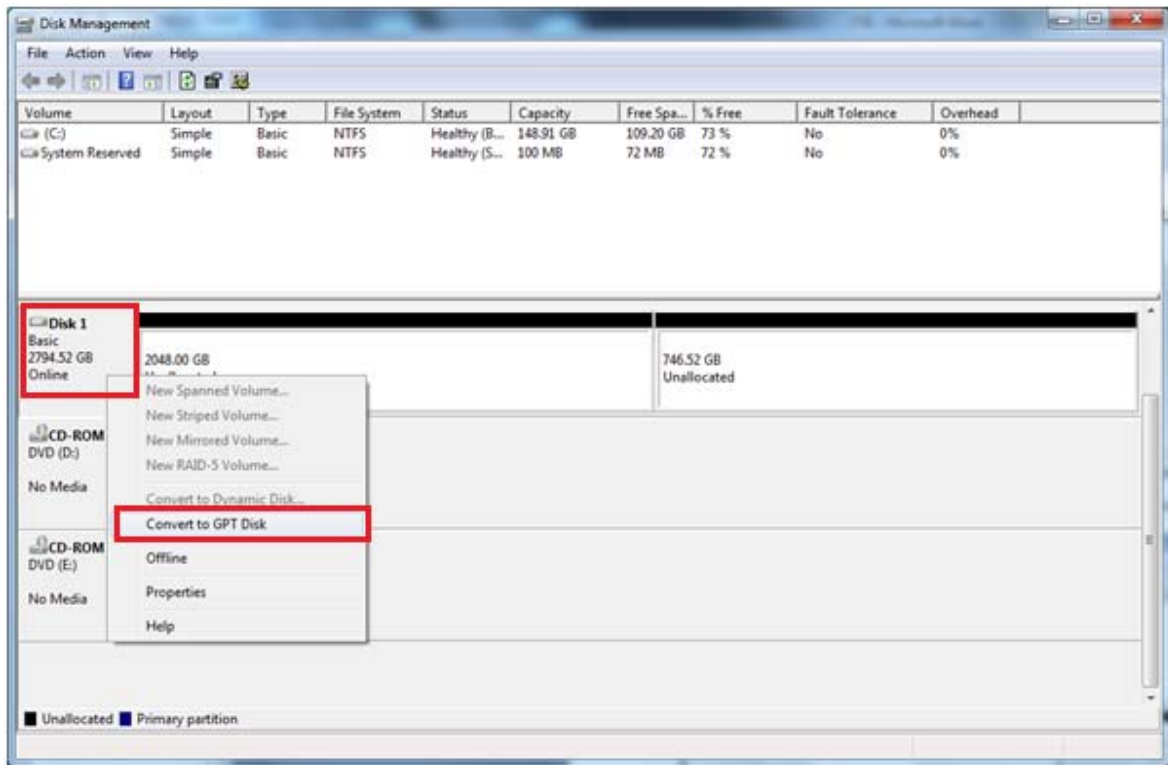 Disk Management
File Action View Help
Volume Layout Type File System Status Capacity Free Spa... % Free Fault Tolerance Overhead
(C:) Simple Basic NTFS Healthy (B... 148.91 GB 109.20 GB 73 % No 0%
System Reserved Simple Basic NTFS Healthy (S... 100 MB 72 MB 72 % No 0%
Disk 1
Basic
2794.52 GB
Online
2048.00 GB
746.52 GB
Unallocated
New Spanned Volume...
New Striped Volume...
New Mirrored Volume...
New RAID-5 Volume...
Convert to Dynamic Disk...
Convert to GPT Disk
Offline
Properties
Help
CD-ROM
DVD (D:)
No Media
CD-ROM
DVD (E:)
No Media
Unallocated Primary partition